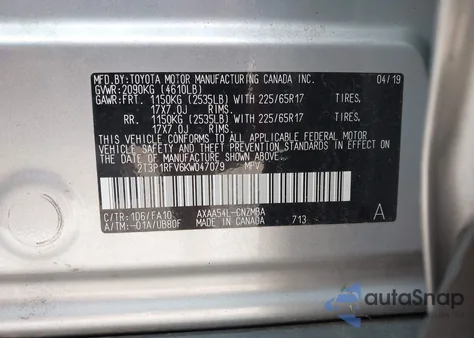 MFD.BY:TOYOTA MOTOR MANUFACTURING CANADA INC. 04/19
GVWR:2090KG (4610LB)
GAWR:FRT. 1150KG (2535LB) WITH 225/65R17 TIRES,
17X7.0J RIMS.
RR. 1150KG (2535LB) WITH 225/65R17 TIRES,
17X7.0J RIMS.
THIS VEHICLE CONFORMS TO ALL APPLICABLE FEDERAL MOTOR
VEHICLE SAFETY AND THEFT PREVENTION STANDARDS IN EFFECT
ON THE DATE OF MANUFACTURE SHOWN ABOVE.
2T3P1RFV6KW047079 MPV
C/TR:1D6/FA10 AXAA54L-CNZMBA A
A/TM:-01A/UB80F MADE IN CANADA 713
autoSnap